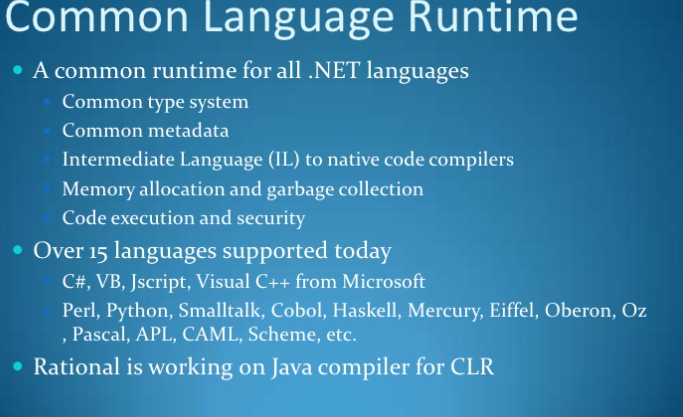 Common Language Runtime
A common runtime for all .NET languages
Common type system
Common metadata
Intermediate Language (IL) to native code compilers
Memory allocation and garbage collection
Code execution and security
Over 15 languages supported today
C#, VB, Jscript, Visual C++ from Microsoft
Perl, Python, Smalltalk, Cobol, Haskell, Mercury, Eiffel, Oberon, Oz
, Pascal, APL, CAML, Scheme, etc.
Rational is working on Java compiler for CLR